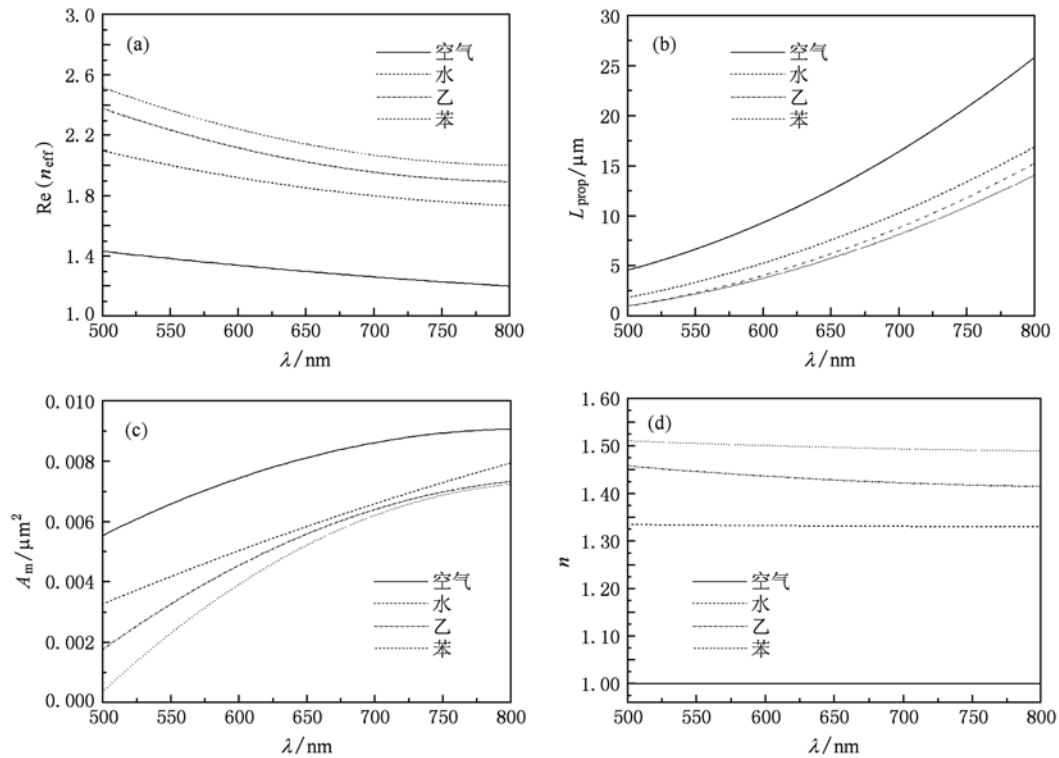 3.0
2.6
2.2
1.8
1.4
1.0
Re(n_eff)
(a)
空气
水
乙
苯
500 550 600 650 700 750 800
λ/nm
35
30
25
20
15
10
5
0
L_prop/μm
(b)
空气
水
乙
苯
500 550 600 650 700 750 800
λ/nm
0.010
0.008
0.006
0.004
0.002
0.000
A_m/μm²
(c)
空气
水
乙
苯
500 550 600 650 700 750 800
λ/nm
1.60
1.50
1.40
1.30
1.20
1.10
1.00
n
(d)
空气
水
乙
苯
500 550 600 650 700 750 800
λ/nm